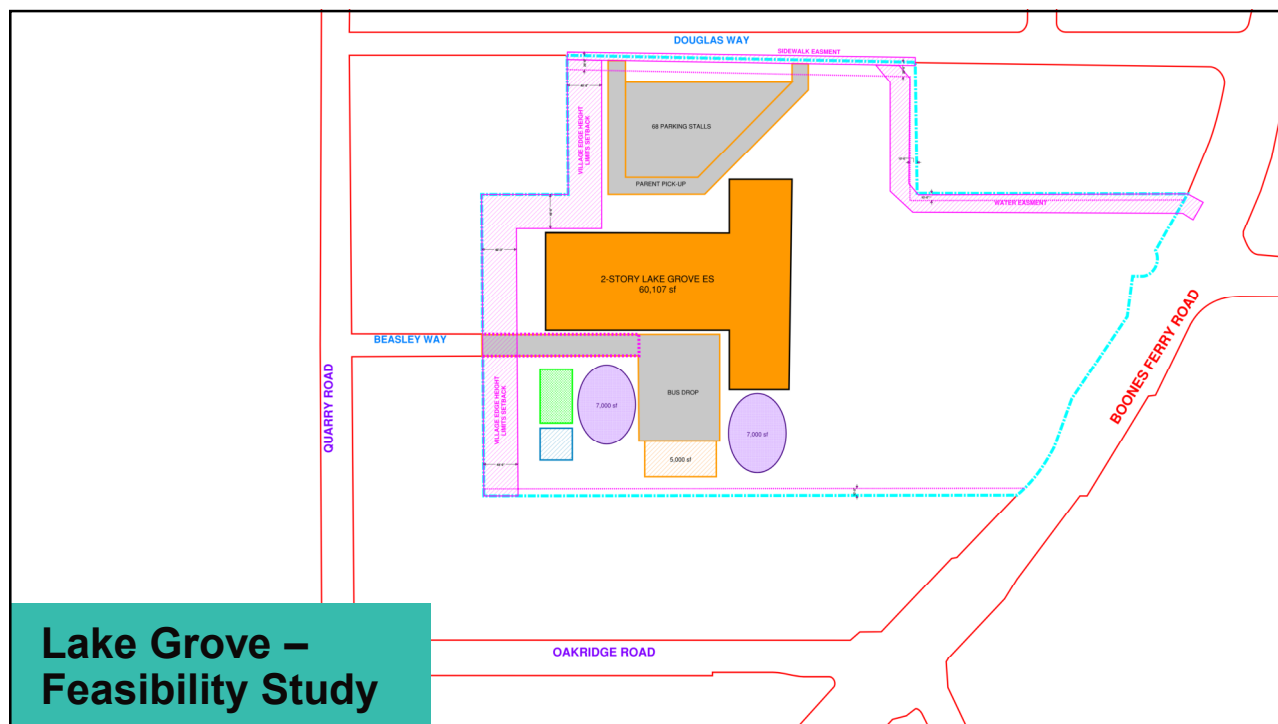 DOUGLAS WAY
SIDEWALK EASMENT
68 PARKING STALLS
VILLAGE EDGE HEIGHT
LIMITS SETBACK
PARENT PICK-UP
WATER EASMENT
2-STORY LAKE GROVE ES
60,107 sf
BEASLEY WAY
QUARRY ROAD
BOONES FERRY ROAD
VILLAGE EDGE HEIGHT
LIMITS SETBACK
BUS DROP
7,000 sf
7,000 sf
5,000 sf
OAKRIDGE ROAD
Lake Grove –
Feasibility Study